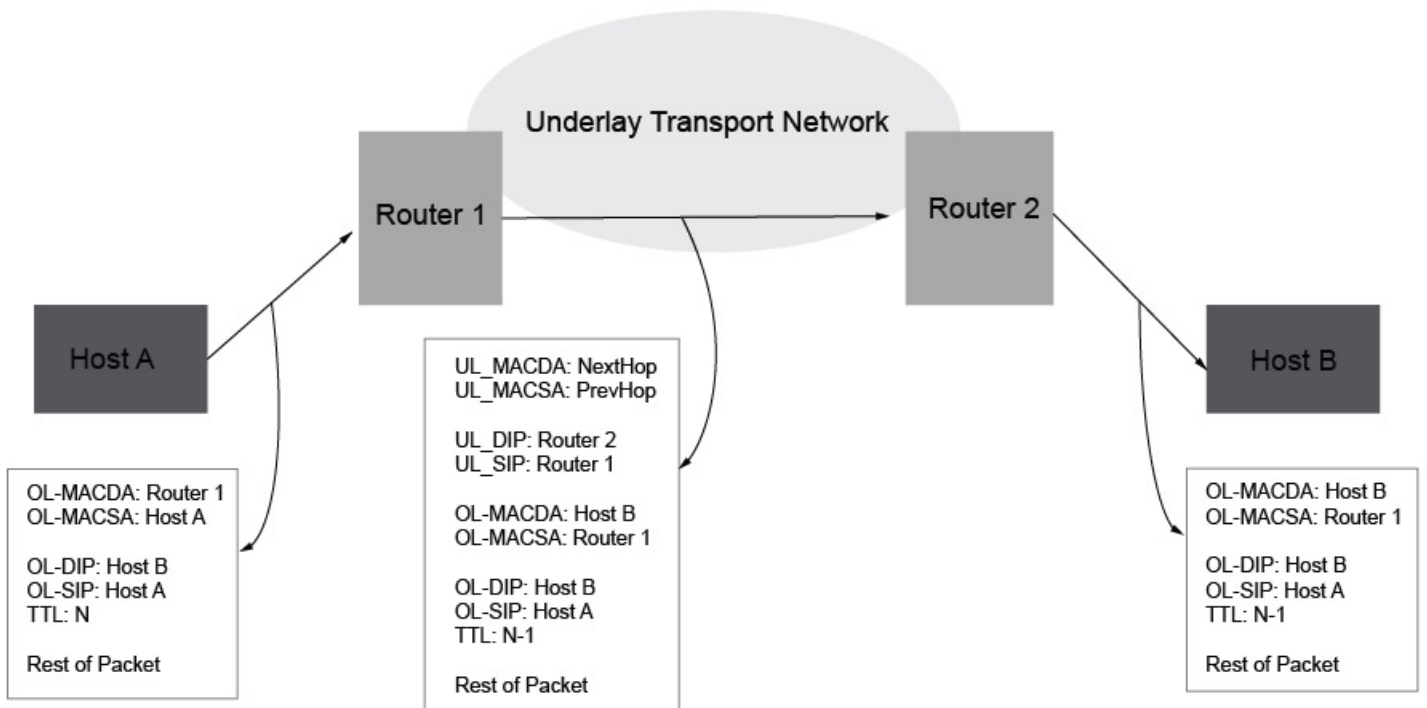 Underlay Transport Network
Router 1
Router 2
Host A
Host B
OL-MACDA: Router 1
OL-MACSA: Host A
OL-DIP: Host B
OL-SIP: Host A
TTL: N
Rest of Packet
UL_MACDA: NextHop
UL_MACSA: PrevHop
UL_DIP: Router 2
UL_SIP: Router 1
OL-MACDA: Host B
OL-MACSA: Router 1
OL-DIP: Host B
OL-SIP: Host A
TTL: N-1
Rest of Packet
OL-MACDA: Host B
OL-MACSA: Router 1
OL-DIP: Host B
OL-SIP: Host A
TTL: N-1
Rest of Packet